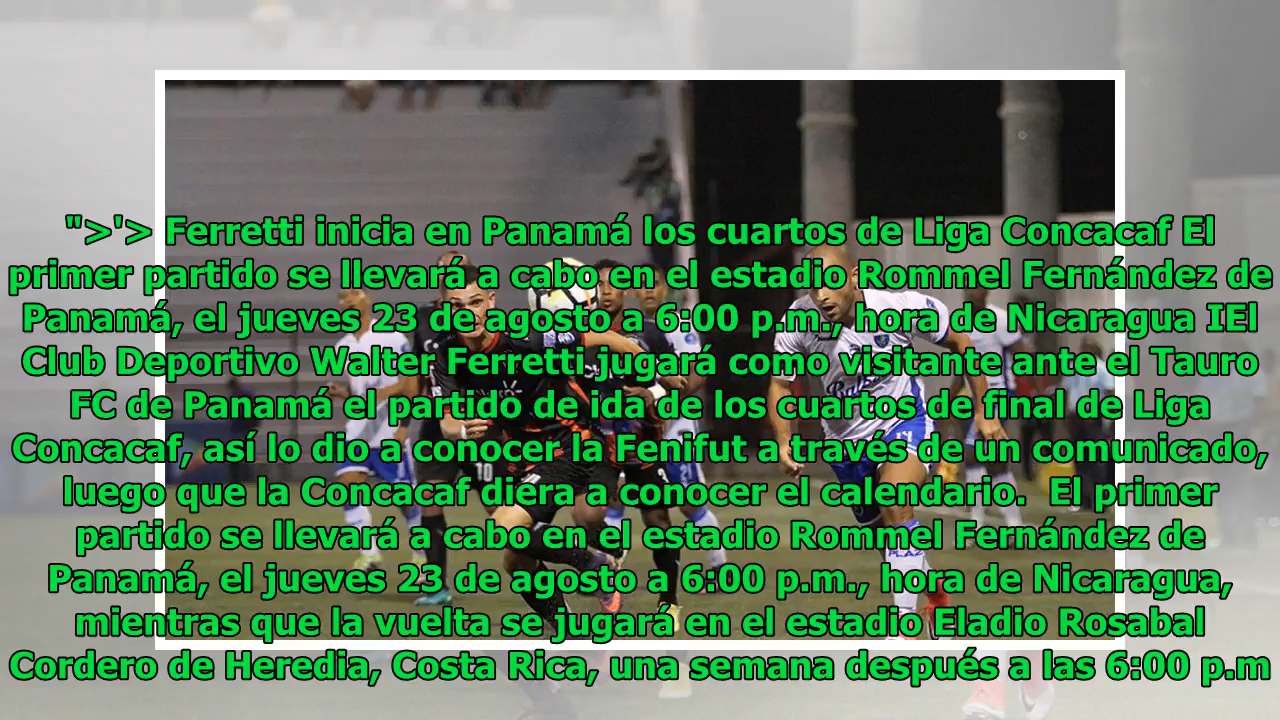 ">'> Ferretti inicia en Panamá los cuartos de Liga Concacaf El
primer partido se llevará a cabo en el estadio Rommel Fernández de
Panamá, el jueves 23 de agosto a 6:00 p.m., hora de Nicaragua IEl
Club Deportivo Walter Ferretti jugará como visitante ante el Tauro
FC de Panamá el partido de ida de los cuartos de final de Liga
Concacaf, así lo dio a conocer la Fenifut a través de un comunicado,
luego que la Concacaf diera a conocer el calendario.  El primer
partido se llevará a cabo en el estadio Rommel Fernández de
Panamá, el jueves 23 de agosto a 6:00 p.m., hora de Nicaragua,
mientras que la vuelta se jugará en el estadio Eladio Rosabal
Cordero de Heredia, Costa Rica, una semana después a las 6:00 p.m